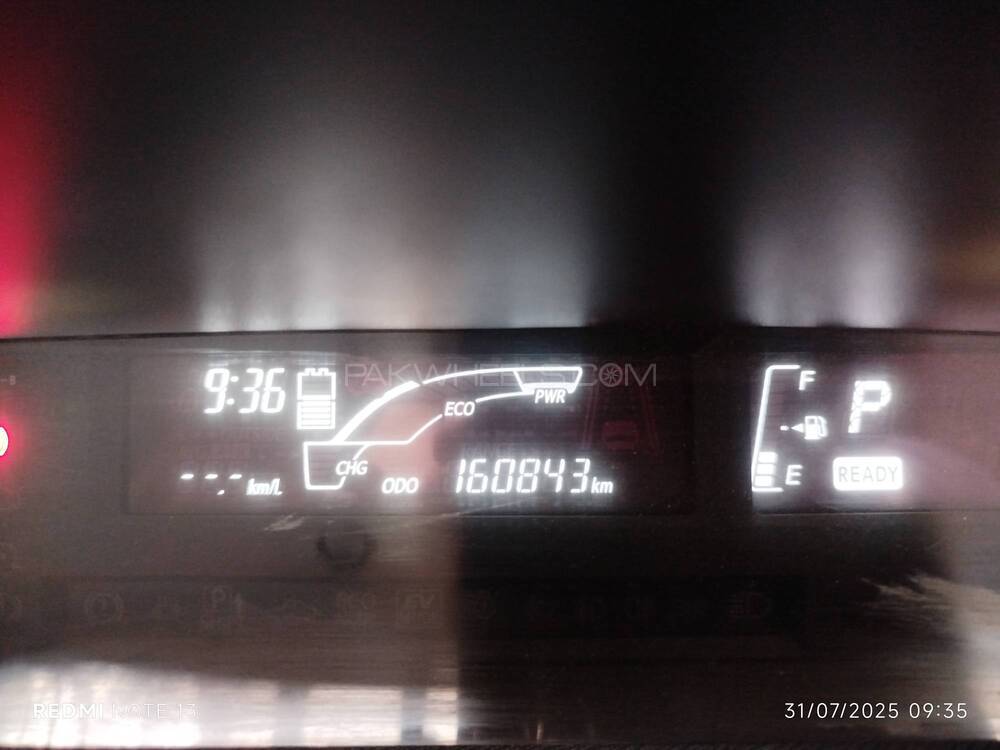 PAKWHEELS.COM
9:36
F
P
PWR
ECO
CHG
--.- km/L
ODO 160843 km
E
READY
REDMI NOTE 13
31/07/2025 09:35